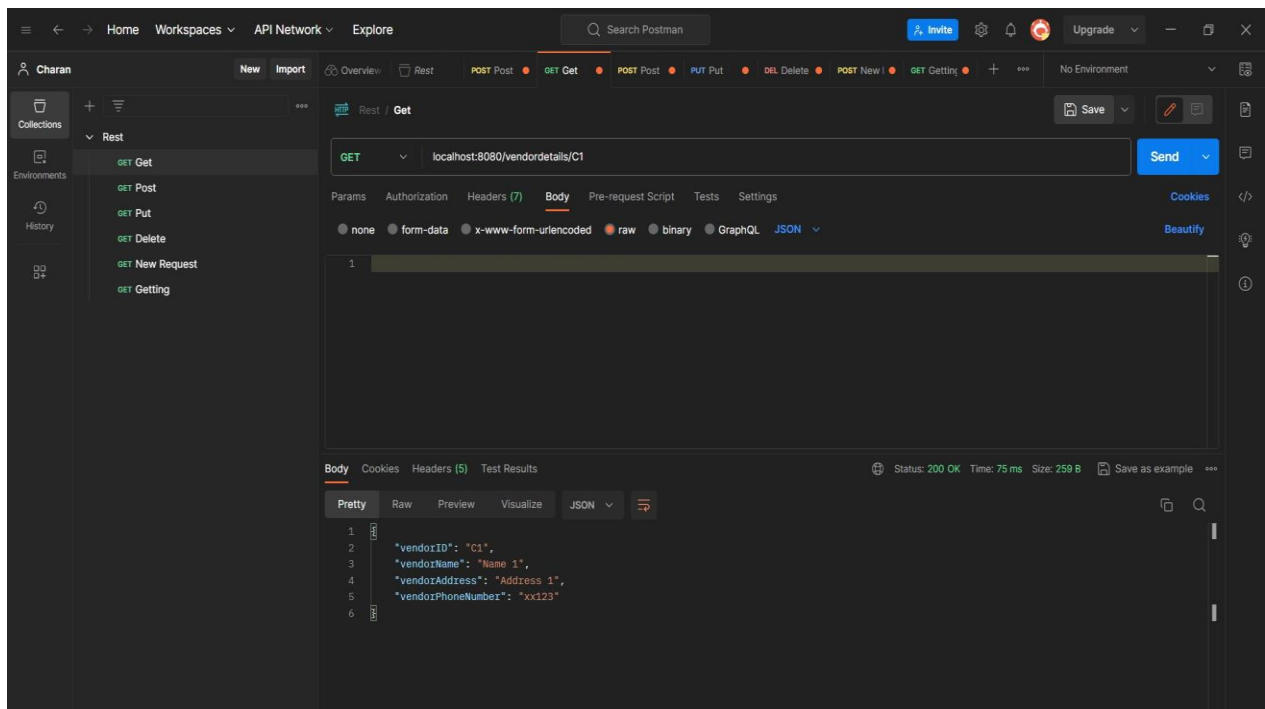 Home Workspaces API Network Explore Search Postman Invite Upgrade
Charan New Import Overview Rest POST Post GET Get POST Post PUT Put DEL Delete POST New GET Getting No Environment
Collections
Environments
History
Rest
GET Get
GET Post
GET Put
GET Delete
GET New Request
GET Getting
HTTP Rest / Get Save
GET localhost:8080/vendordetails/C1 Send
Params Authorization Headers (7) Body Pre-request Script Tests Settings Cookies
none form-data x-www-form-urlencoded raw binary GraphQL JSON Beautify
1
Body Cookies Headers (5) Test Results Status: 200 OK Time: 75 ms Size: 259 B Save as example
Pretty Raw Preview Visualize JSON
1 {
2 "vendorID": "C1",
3 "vendorName": "Name 1",
4 "vendorAddress": "Address 1",
5 "vendorPhoneNumber": "xx123"
6 }